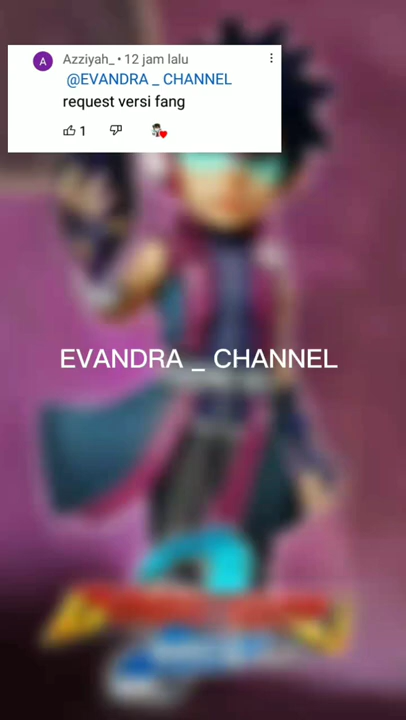 Azziyah_ • 12 jam lalu
@EVANDRA _ CHANNEL
request versi fang
1
EVANDRA _ CHANNEL